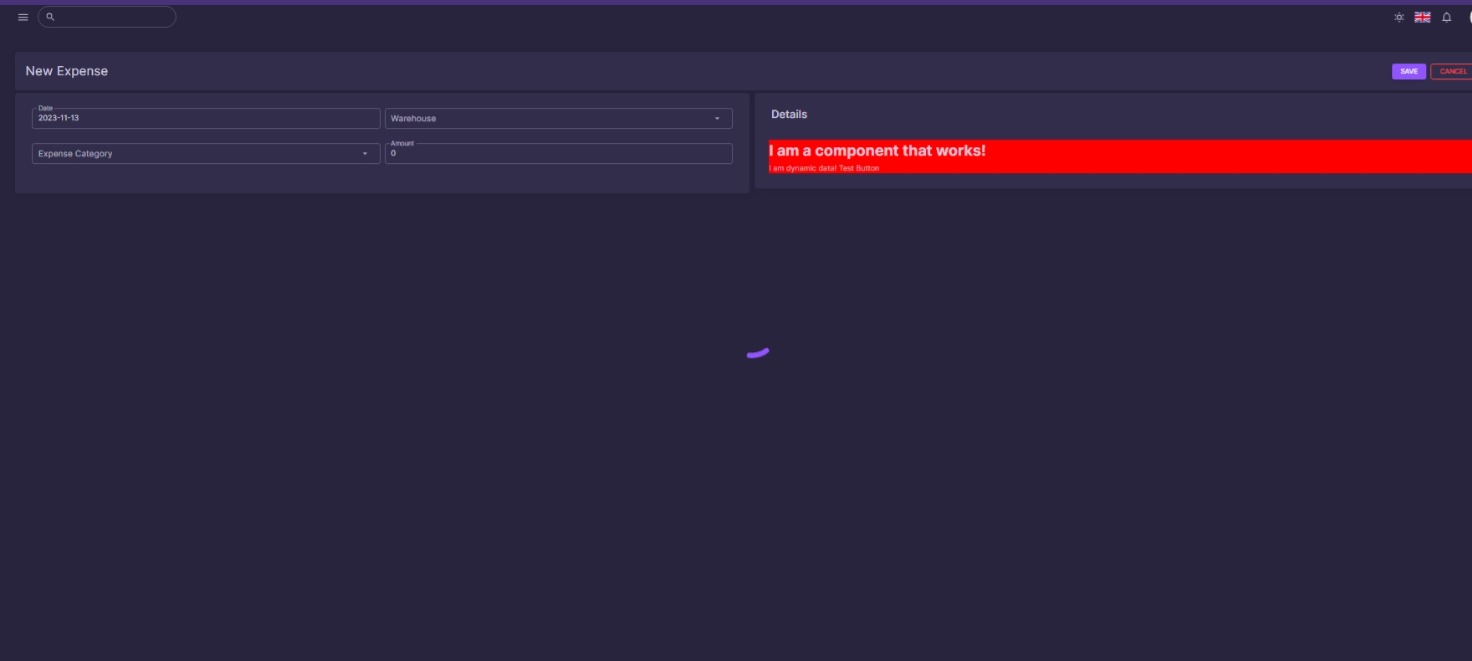 New Expense
SAVE
CANCEL
Date
2023-11-13
Warehouse
Expense Category
Amount
0
Details
I am a component that works!
I am dynamic data! Test Button